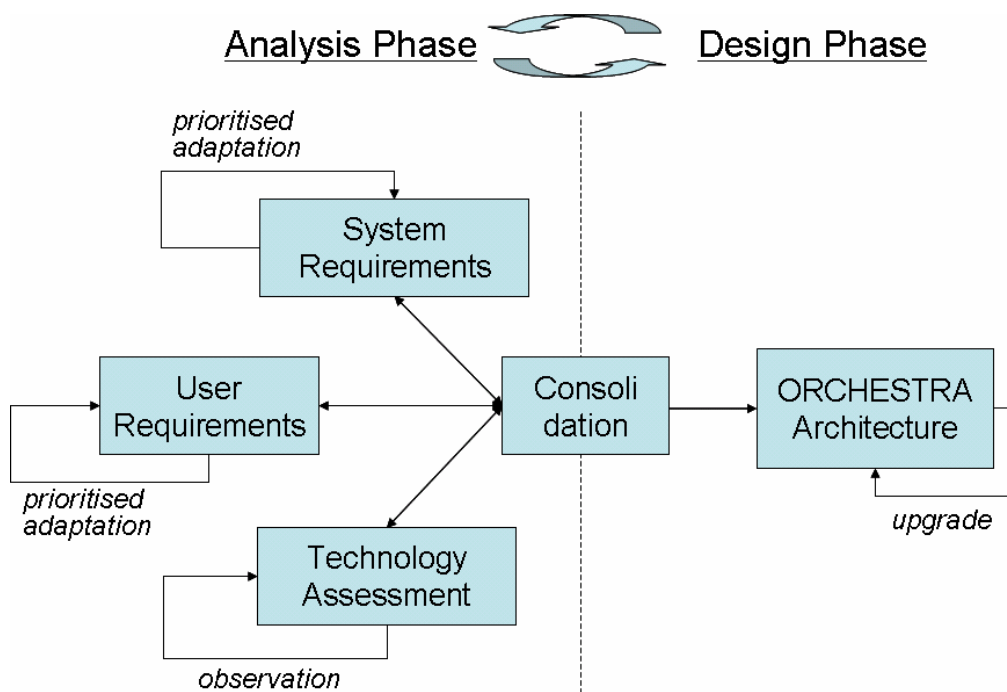 Analysis Phase
Design Phase
prioritised
adaptation
System
Requirements
User
Requirements
Consoli
dation
ORCHESTRA
Architecture
prioritised
adaptation
upgrade
Technology
Assessment
observation